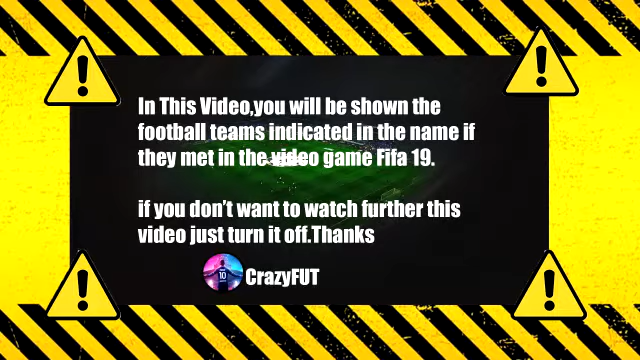 In This Video,you will be shown the
football teams indicated in the name if
they met in the video game Fifa 19.
if you don't want to watch further this
video just turn it off.Thanks
10
CrazyFUT